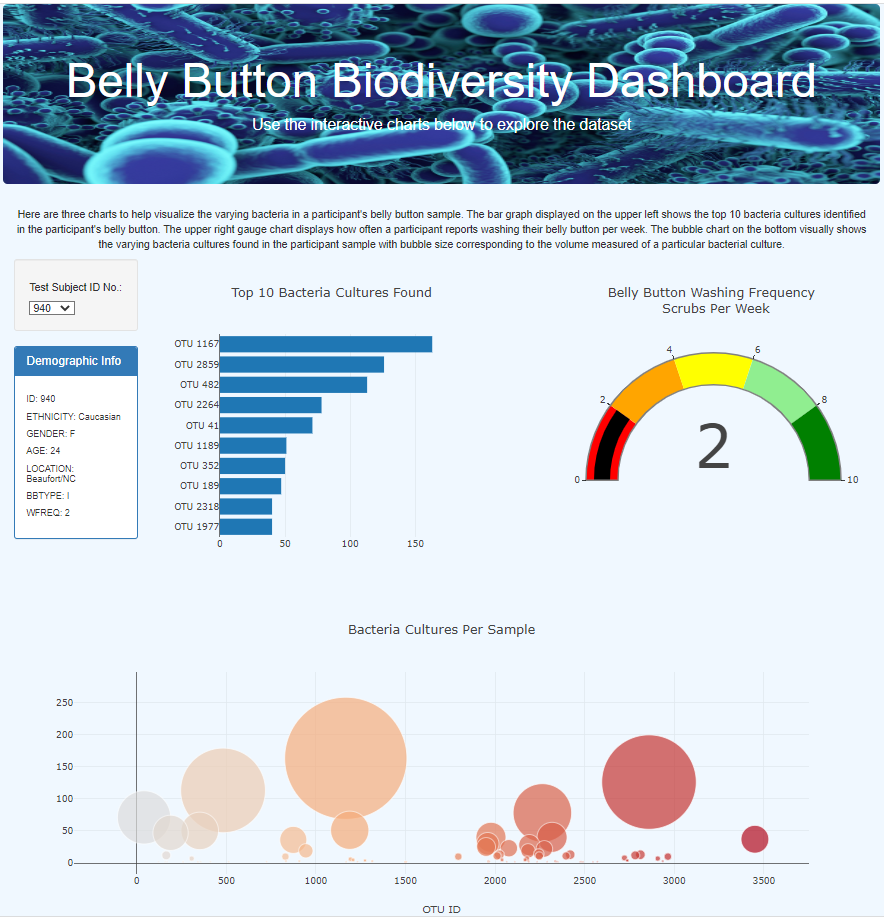 Belly Button Biodiversity Dashboard
Use the interactive charts below to explore the dataset
Here are three charts to help visualize the varying bacteria in a participant's belly button sample. The bar graph displayed on the upper left shows the top 10 bacteria cultures identified
in the participant's belly button. The upper right gauge chart displays how often a participant reports washing their belly button per week. The bubble chart on the bottom visually shows
the varying bacteria cultures found in the participant sample with bubble size corresponding to the volume measured of a particular bacterial culture.
Test Subject ID No.:
940
Demographic Info
ID: 940
ETHNICITY: Caucasian
GENDER: F
AGE: 24
LOCATION:
Beaufort/NC
BBTYPE: I
WFREQ: 2
Top 10 Bacteria Cultures Found
OTU 1167
OTU 2859
OTU 482
OTU 2264
OTU 41
OTU 1189
OTU 352
OTU 189
OTU 2318
OTU 1977
0 50 100 150
Belly Button Washing Frequency
Scrubs Per Week
0 2 4 6 8 10
2
Bacteria Cultures Per Sample
250
200
150
100
50
0
0 500 1000 1500 2000 2500 3000 3500
OTU ID